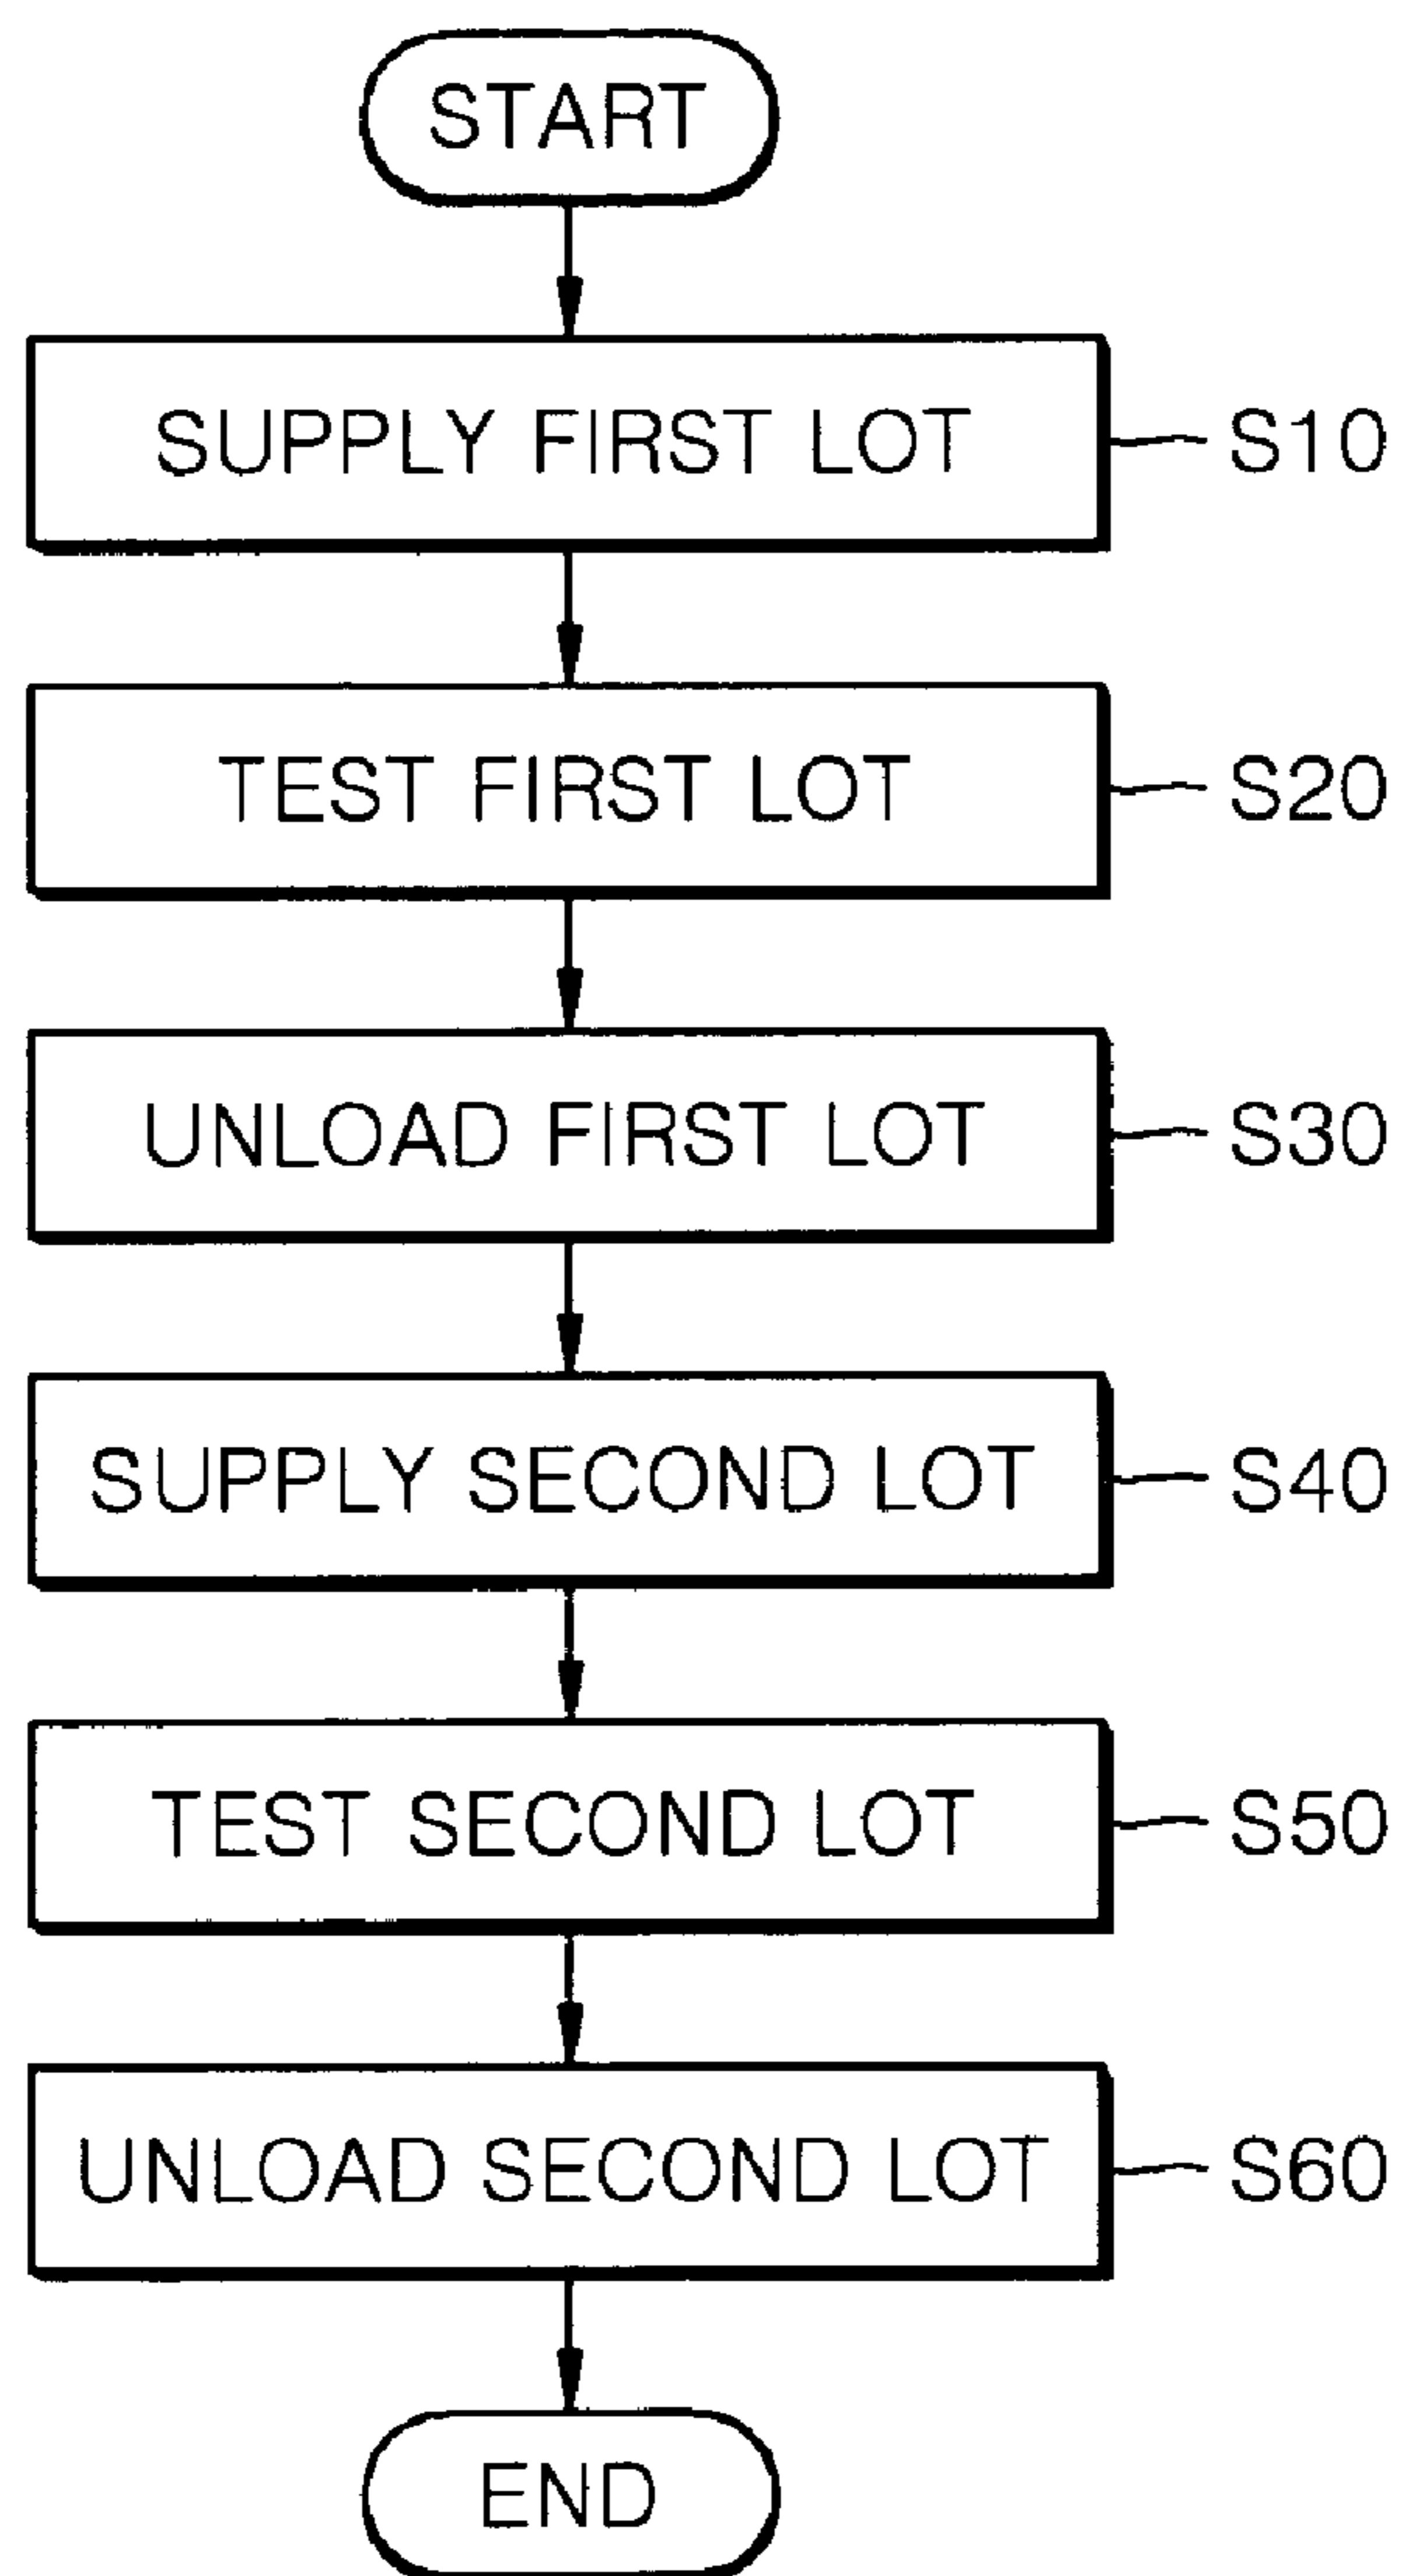 START
SUPPLY FIRST LOT S10
TEST FIRST LOT S20
UNLOAD FIRST LOT S30
SUPPLY SECOND LOT S40
TEST SECOND LOT S50
UNLOAD SECOND LOT S60
END